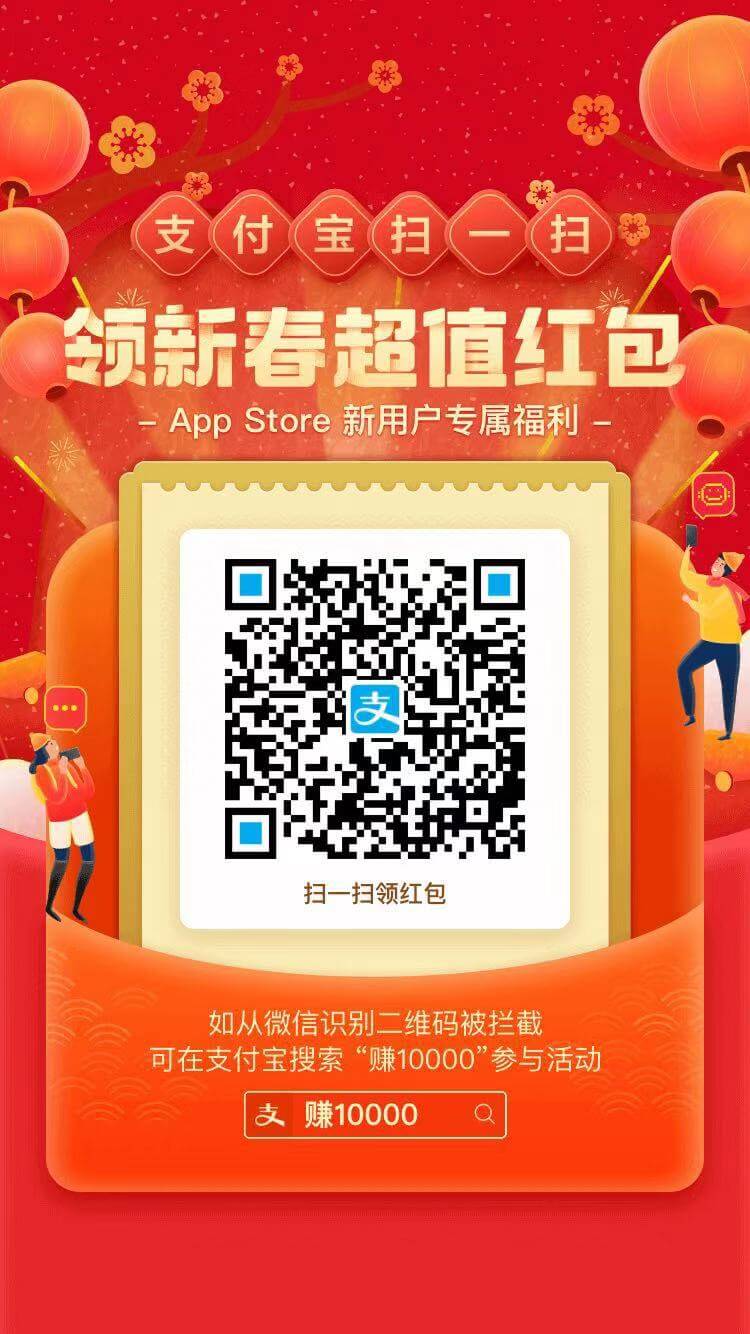 支付宝扫一扫
领新春超值红包
- App Store 新用户专属福利 -
支
扫一扫领红包
如从微信识别二维码被拦截
可在支付宝搜索 “赚10000”参与活动
支 赚10000